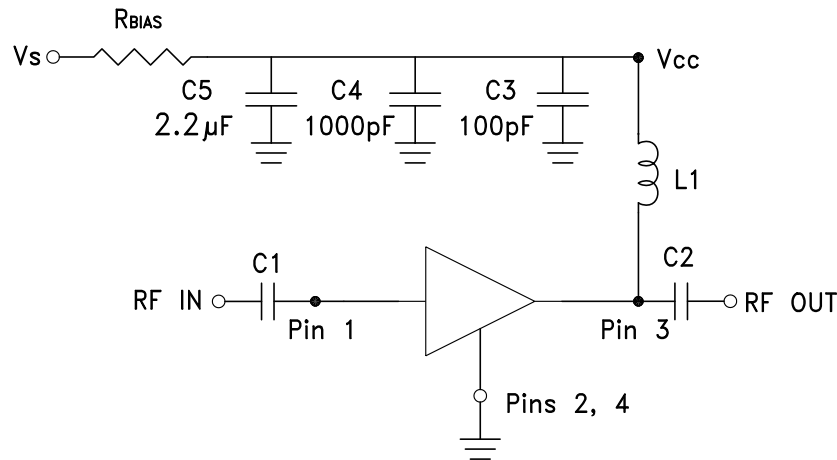 RBIAS
Vs
Vcc
C5
C4
C3
2.2µF
1000pF
100pF
L1
C1
C2
RF IN
RF OUT
Pin 1
Pin 3
Pins 2, 4